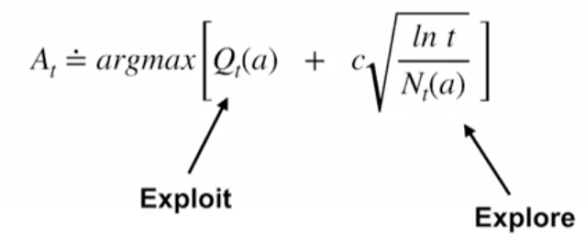 A_t ≐ argmax[Q_t(a) + c√(ln t / N_t(a))]
Exploit
Explore